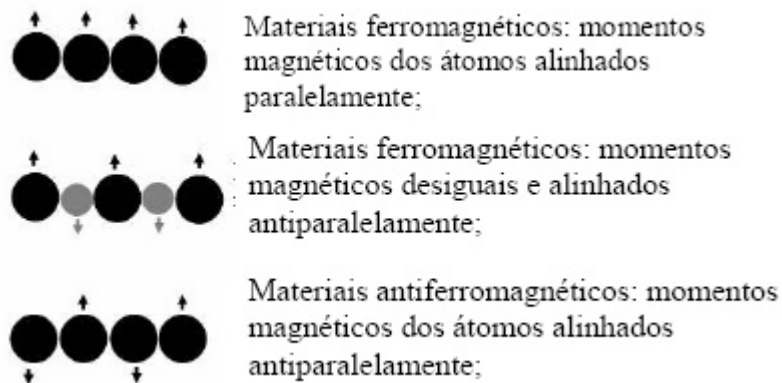 Materiais ferromagnéticos: momentos
magnéticos dos átomos alinhados
paralelamente;
Materiais ferromagnéticos: momentos
magnéticos desiguais e alinhados
antiparalelamente;
Materiais antiferromagnéticos: momentos
magnéticos dos átomos alinhados
antiparalelamente;